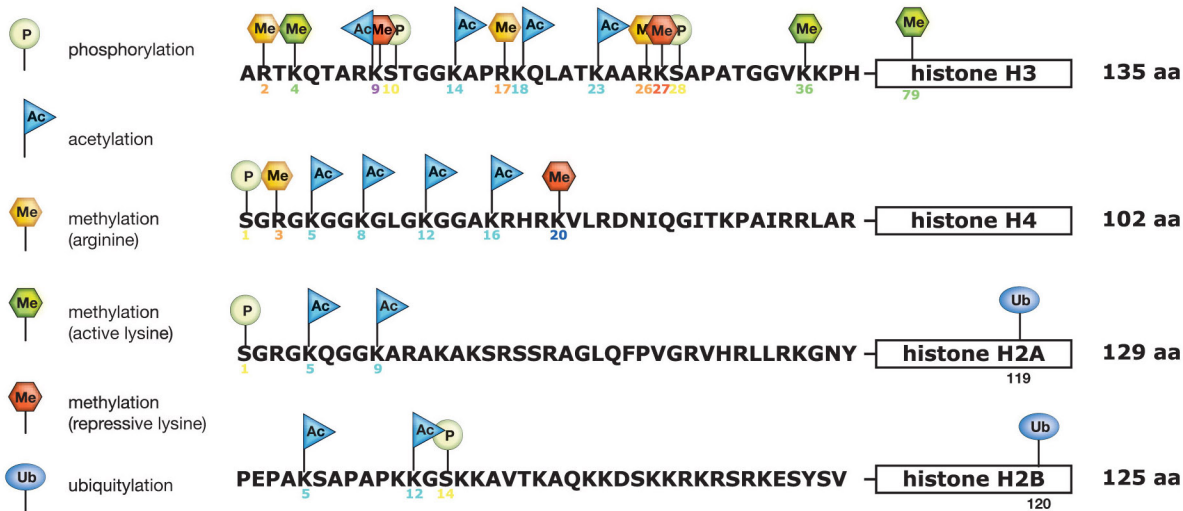 P phosphorylation
Ac acetylation
Me methylation
(arginine)
Me methylation
(active lysine)
Me methylation
(repressive lysine)
Ub ubiquitylation
Me Me Ac Me P Ac Me Ac Ac Me Me P Me Me
ARTKQTARKSTGGKAPRKQLATKAARKSAPATGGVKKPH histone H3 135 aa
2 4 9 10 14 17 18 23 26 27 28 36 79
P Me Ac Ac Ac Ac Me
SGRGKGGKGLGKGGAKRHRKVLRDNIQGITKPAIRRLAR histone H4 102 aa
1 3 5 8 12 16 20
P Ac Ac Ub
SGRGKQGGKARAKAKSRSSRAGLQFPVGRVHRLLRKGNY histone H2A 129 aa
1 5 9 119
Ac Ac P Ub
PEPAKSAPAPKKGSKKAVTKAQKKDSKKRKRSRKESYSV histone H2B 125 aa
5 12 14 120